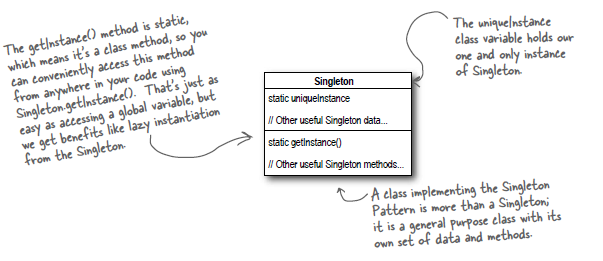 The getInstance() method is static,
which means it's a class method, so you
can conveniently access this method
from anywhere in your code using
Singleton.getInstance(). That's just as
easy as accessing a global variable, but
we get benefits like lazy instantiation
from the Singleton.
The uniqueInstance
class variable holds our
one and only instance
of Singleton.
Singleton
static uniqueInstance
// Other useful Singleton data...
static getInstance()
// Other useful Singleton methods...
A class implementing the Singleton
Pattern is more than a Singleton;
it is a general purpose class with its
own set of data and methods.